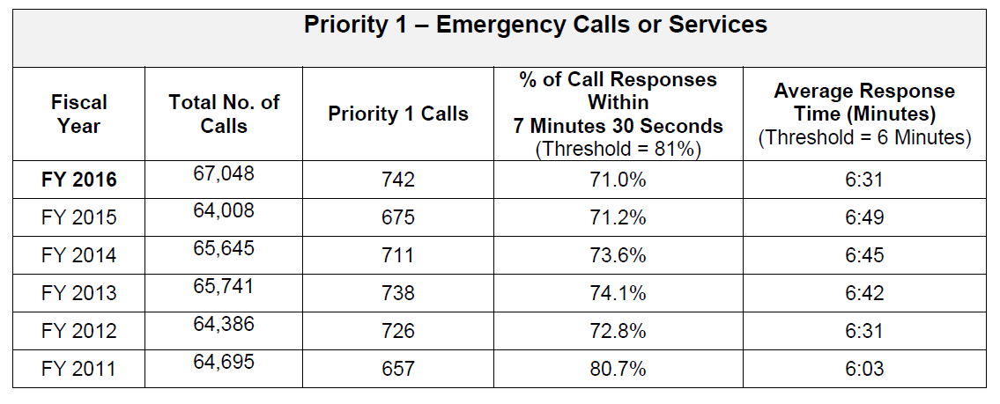 Priority 1 – Emergency Calls or Services
Fiscal
Year
Total No. of
Calls
Priority 1 Calls
% of Call Responses
Within
7 Minutes 30 Seconds
(Threshold = 81%)
Average Response
Time (Minutes)
(Threshold = 6 Minutes)
FY 2016 67,048 742 71.0% 6:31
FY 2015 64,008 675 71.2% 6:49
FY 2014 65,645 711 73.6% 6:45
FY 2013 65,741 738 74.1% 6:42
FY 2012 64,386 726 72.8% 6:31
FY 2011 64,695 657 80.7% 6:03